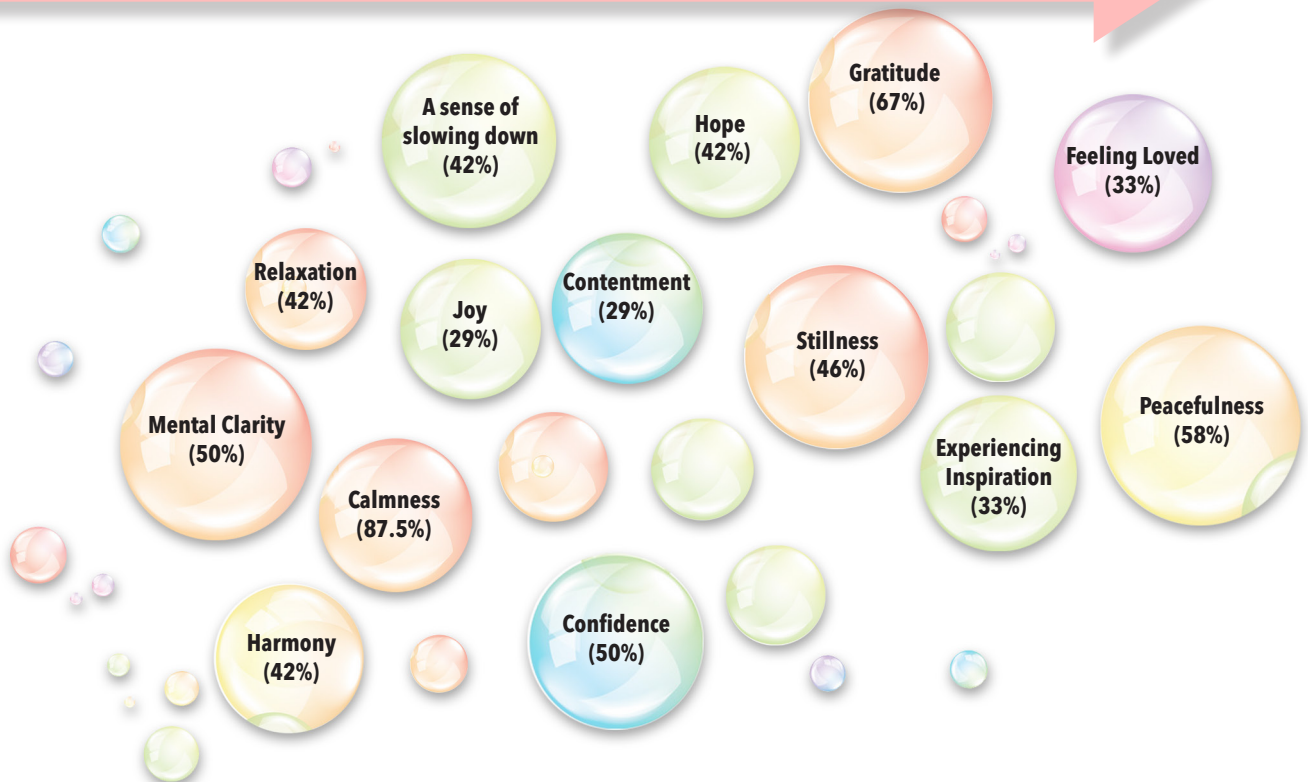 Gratitude
(67%)
A sense of
slowing down
(42%)
Hope
(42%)
Feeling Loved
(33%)
Relaxation
(42%)
Joy
(29%)
Contentment
(29%)
Stillness
(46%)
Peacefulness
(58%)
Mental Clarity
(50%)
Experiencing
Inspiration
(33%)
Calmness
(87.5%)
Harmony
(42%)
Confidence
(50%)